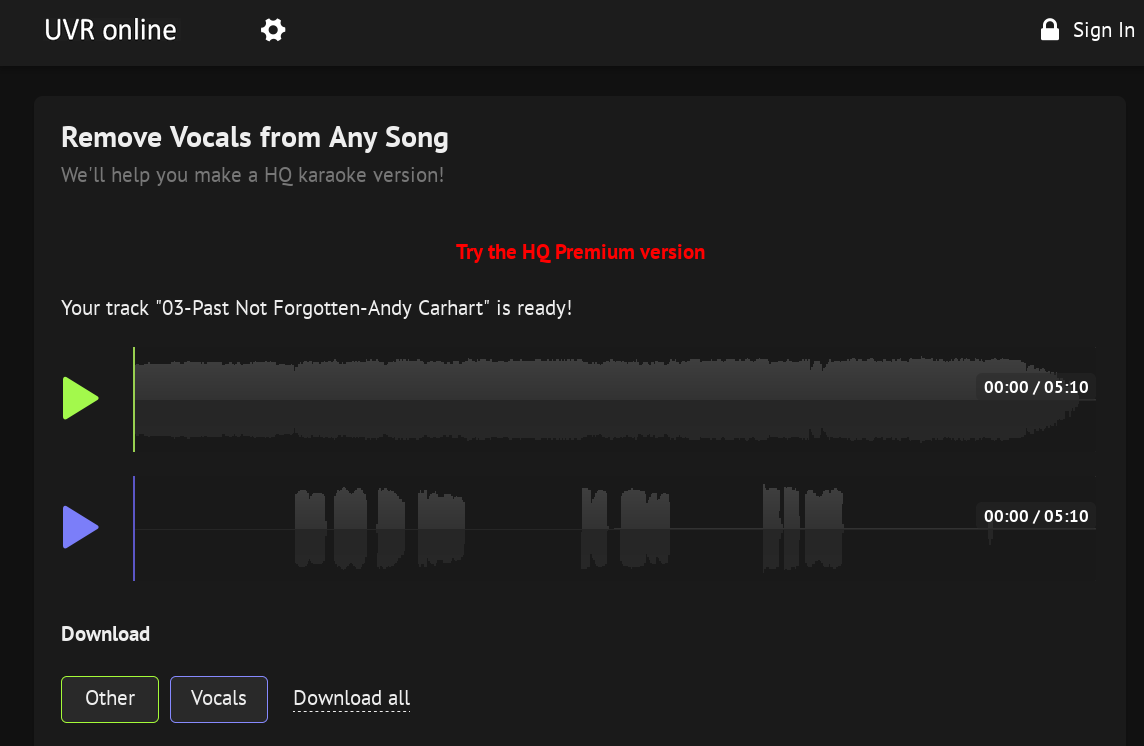 UVR online
Sign In
Remove Vocals from Any Song
We'll help you make a HQ karaoke version!
Try the HQ Premium version
Your track "03-Past Not Forgotten-Andy Carhart" is ready!
00:00 / 05:10
00:00 / 05:10
Download
Other Vocals Download all